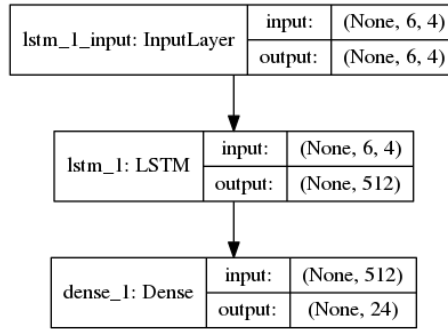 lstm_1_input: InputLayer
input: (None, 6, 4)
output: (None, 6, 4)
lstm_1: LSTM
input: (None, 6, 4)
output: (None, 512)
dense_1: Dense
input: (None, 512)
output: (None, 24)